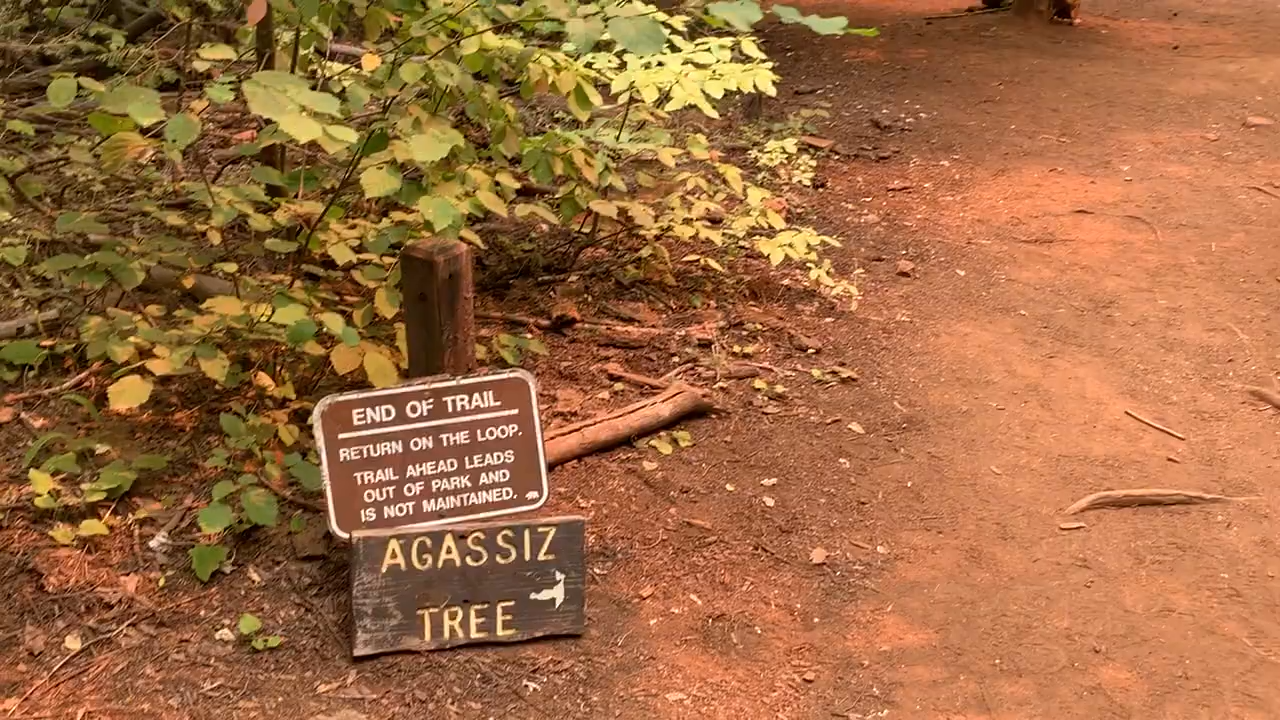 END OF TRAIL
RETURN ON THE LOOP.
TRAIL AHEAD LEADS
OUT OF PARK AND
IS NOT MAINTAINED.
AGASSIZ
TREE